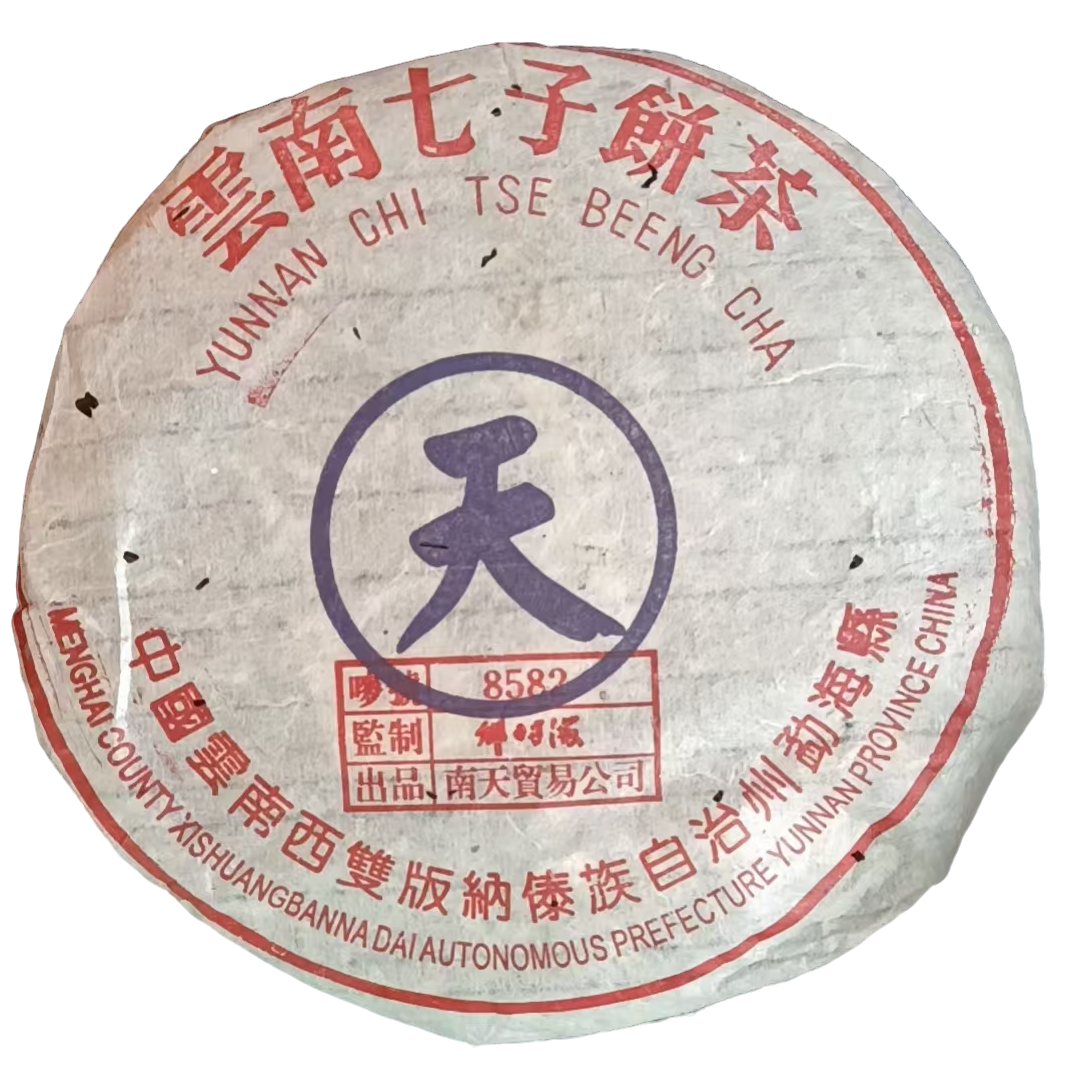 雲南七子餅茶
YUNNAN CHI TSE BEENG CHA
天
嘜號 8582
監制
出品 南天貿易公司
中國雲南西雙版納傣族自治州勐海縣
MENGHAI COUNTY XISHUANGBANNA DAI AUTONOMOUS PREFECTURE YUNNAN PROVINCE CHINA